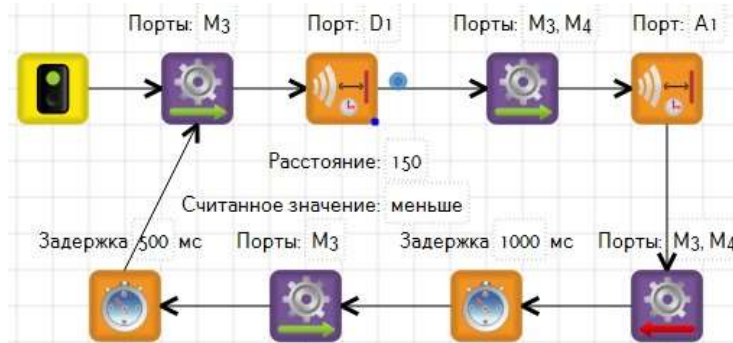 Порты: М3
Порт: D1
Порты: М3, М4
Порт: A1
Расстояние: 150
Считанное значение: меньше
Задержка 500 мс
Порты: М3
Задержка 1000 мс
Порты: М3, М4